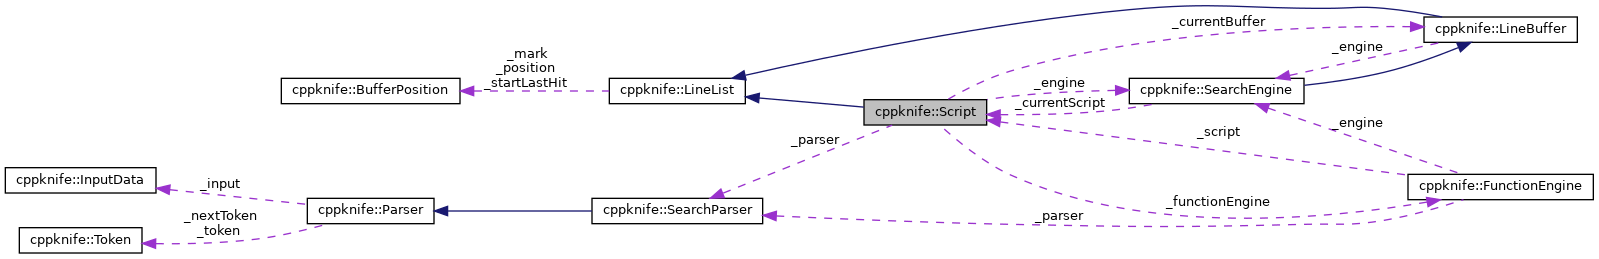 _currentBuffer
cppknife::LineBuffer
_engine
_mark
_position
_startLastHit
cppknife::BufferPosition
cppknife::LineList
_engine
cppknife::SearchEngine
_currentScript
cppknife::Script
_engine
_script
_parser
cppknife::InputData
_input
cppknife::FunctionEngine
_functionEngine
cppknife::Parser
cppknife::SearchParser
_parser
_nextToken
_token
cppknife::Token